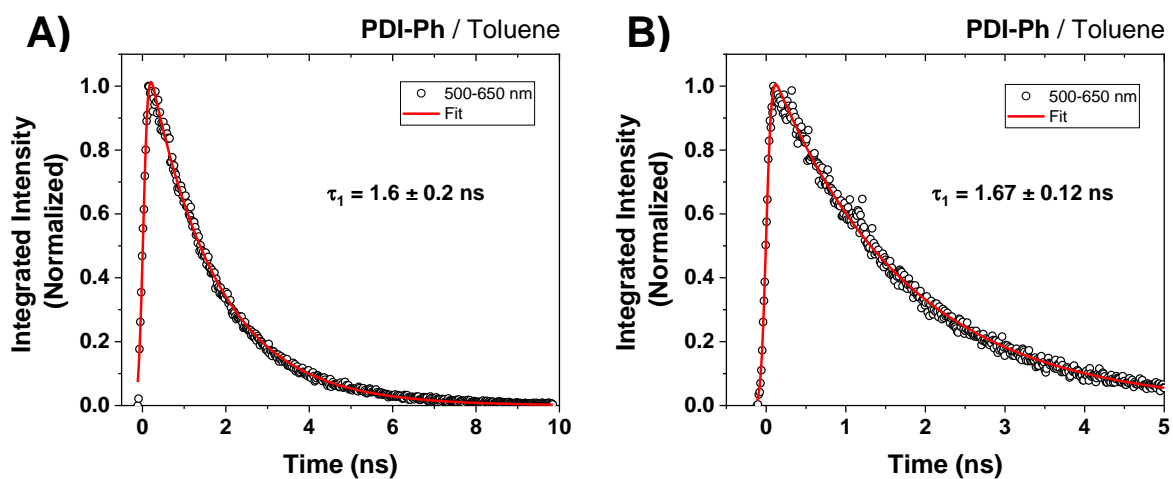 A)
PDI-Ph / Toluene
500-650 nm
Fit
τ1 = 1.6 ± 0.2 ns
Integrated Intensity
(Normalized)
1.0
0.8
0.6
0.4
0.2
0.0
0 2 4 6 8 10
Time (ns)
B)
PDI-Ph / Toluene
500-650 nm
Fit
τ1 = 1.67 ± 0.12 ns
Integrated Intensity
(Normalized)
1.0
0.8
0.6
0.4
0.2
0.0
0 1 2 3 4 5
Time (ns)